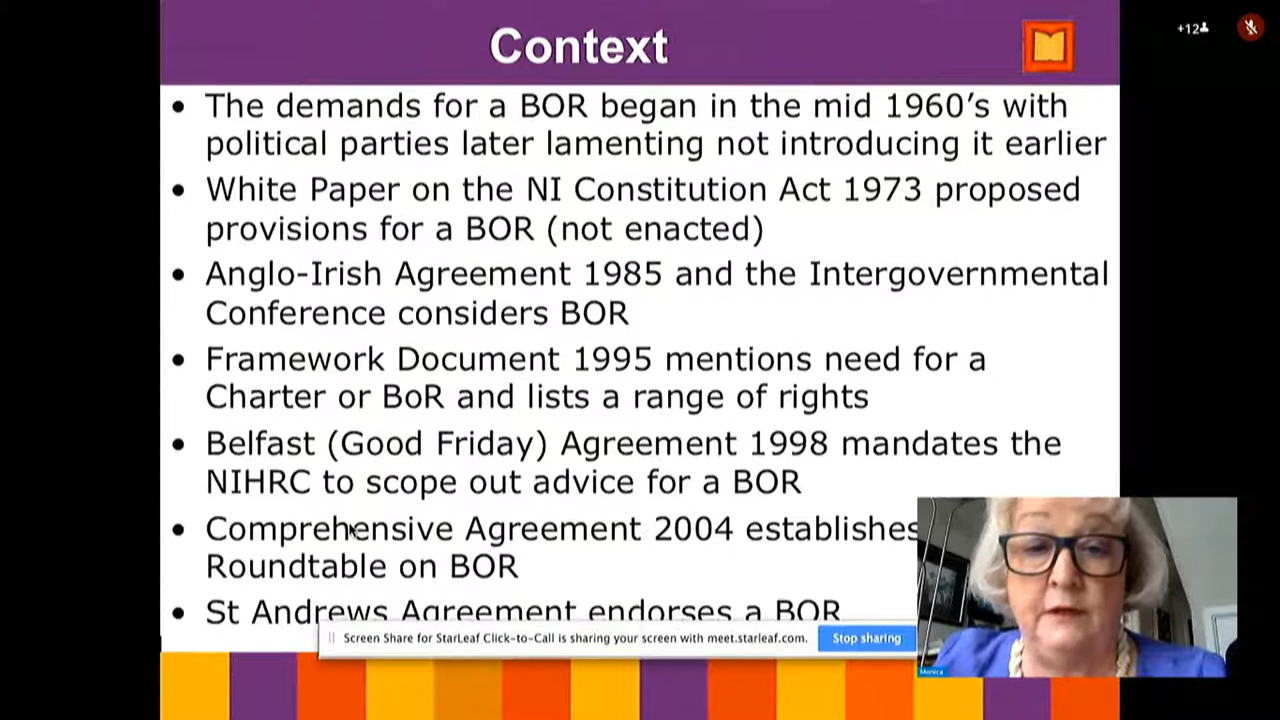 Context
+12
• The demands for a BOR began in the mid 1960's with
political parties later lamenting not introducing it earlier
• White Paper on the NI Constitution Act 1973 proposed
provisions for a BOR (not enacted)
• Anglo-Irish Agreement 1985 and the Intergovernmental
Conference considers BOR
• Framework Document 1995 mentions need for a
Charter or BoR and lists a range of rights
• Belfast (Good Friday) Agreement 1998 mandates the
NIHRC to scope out advice for a BOR
• Comprehensive Agreement 2004 establishes
Roundtable on BOR
• St Andrews Agreement endorses a BOR
Screen Share for StarLeaf Click-to-Call is sharing your screen with meet.starleaf.com.
Stop sharing
Monica